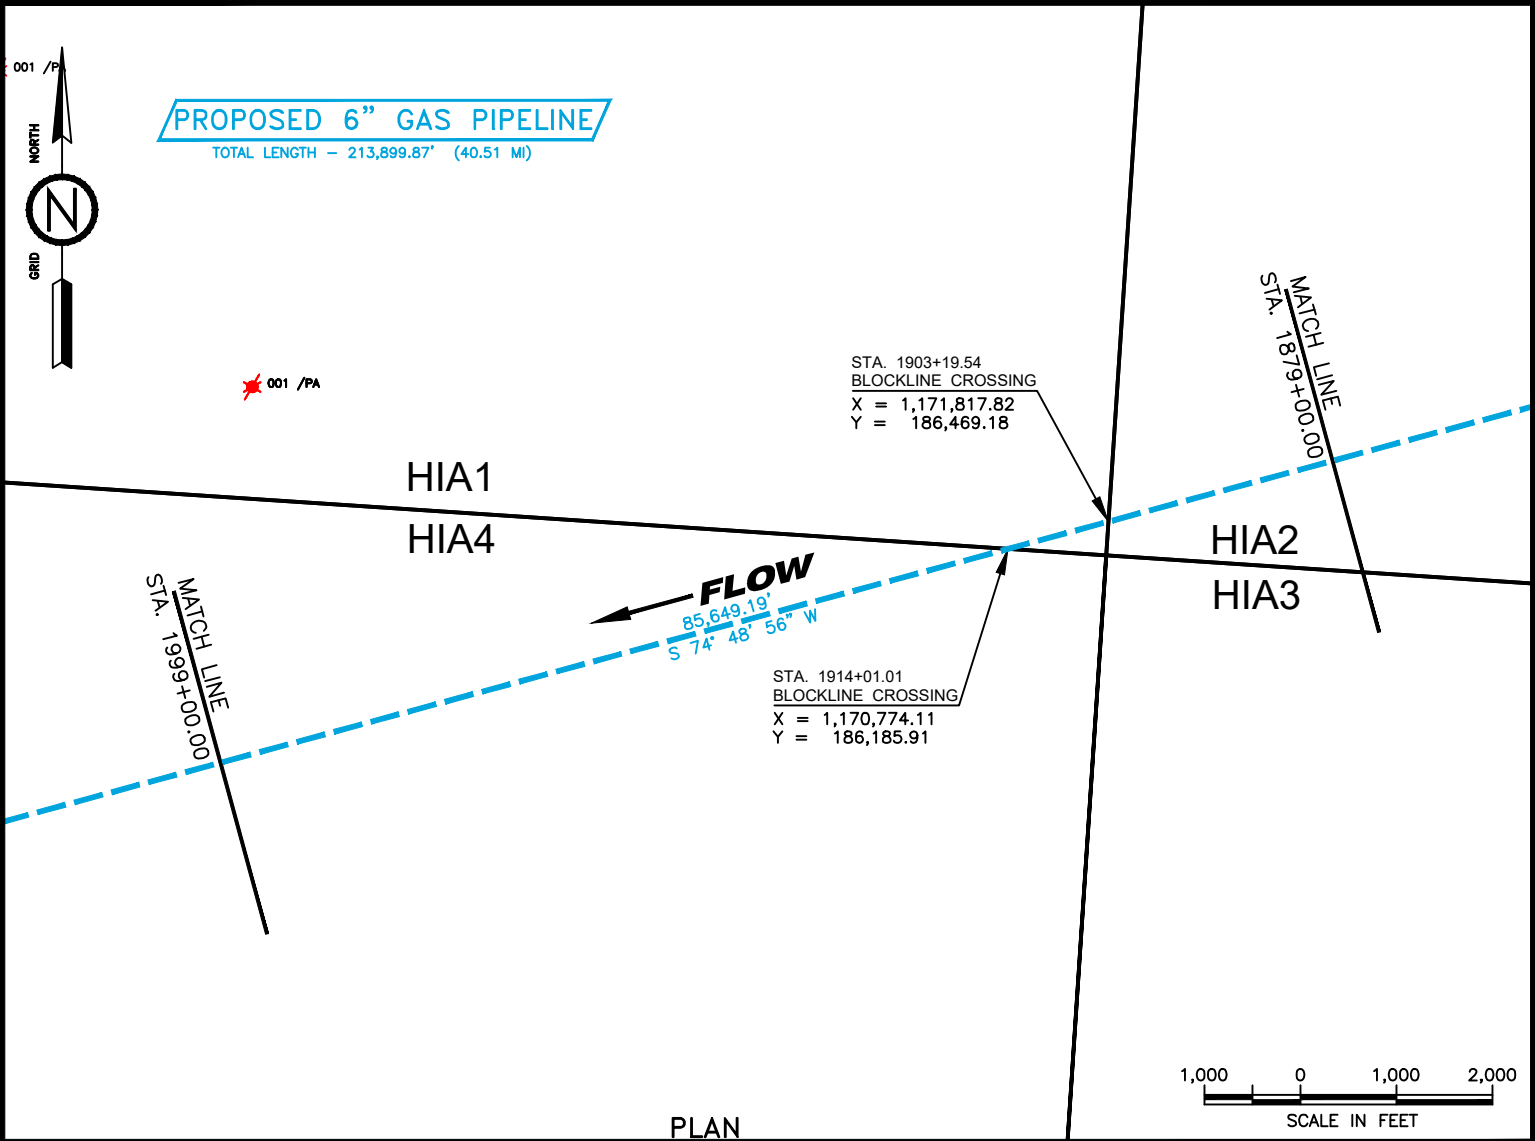 001 /P
NORTH
N
GRID
PROPOSED 6" GAS PIPELINE
TOTAL LENGTH – 213,899.87' (40.51 MI)
001 /PA
STA. 1903+19.54
BLOCKLINE CROSSING
X = 1,171,817.82
Y = 186,469.18
MATCH LINE
STA. 1879+00.00
HIA1
HIA4
HIA2
HIA3
FLOW
85,649.19'
S 74° 48' 56" W
MATCH LINE
STA. 1999+00.00
STA. 1914+01.01
BLOCKLINE CROSSING
X = 1,170,774.11
Y = 186,185.91
1,000 0 1,000 2,000
SCALE IN FEET
PLAN